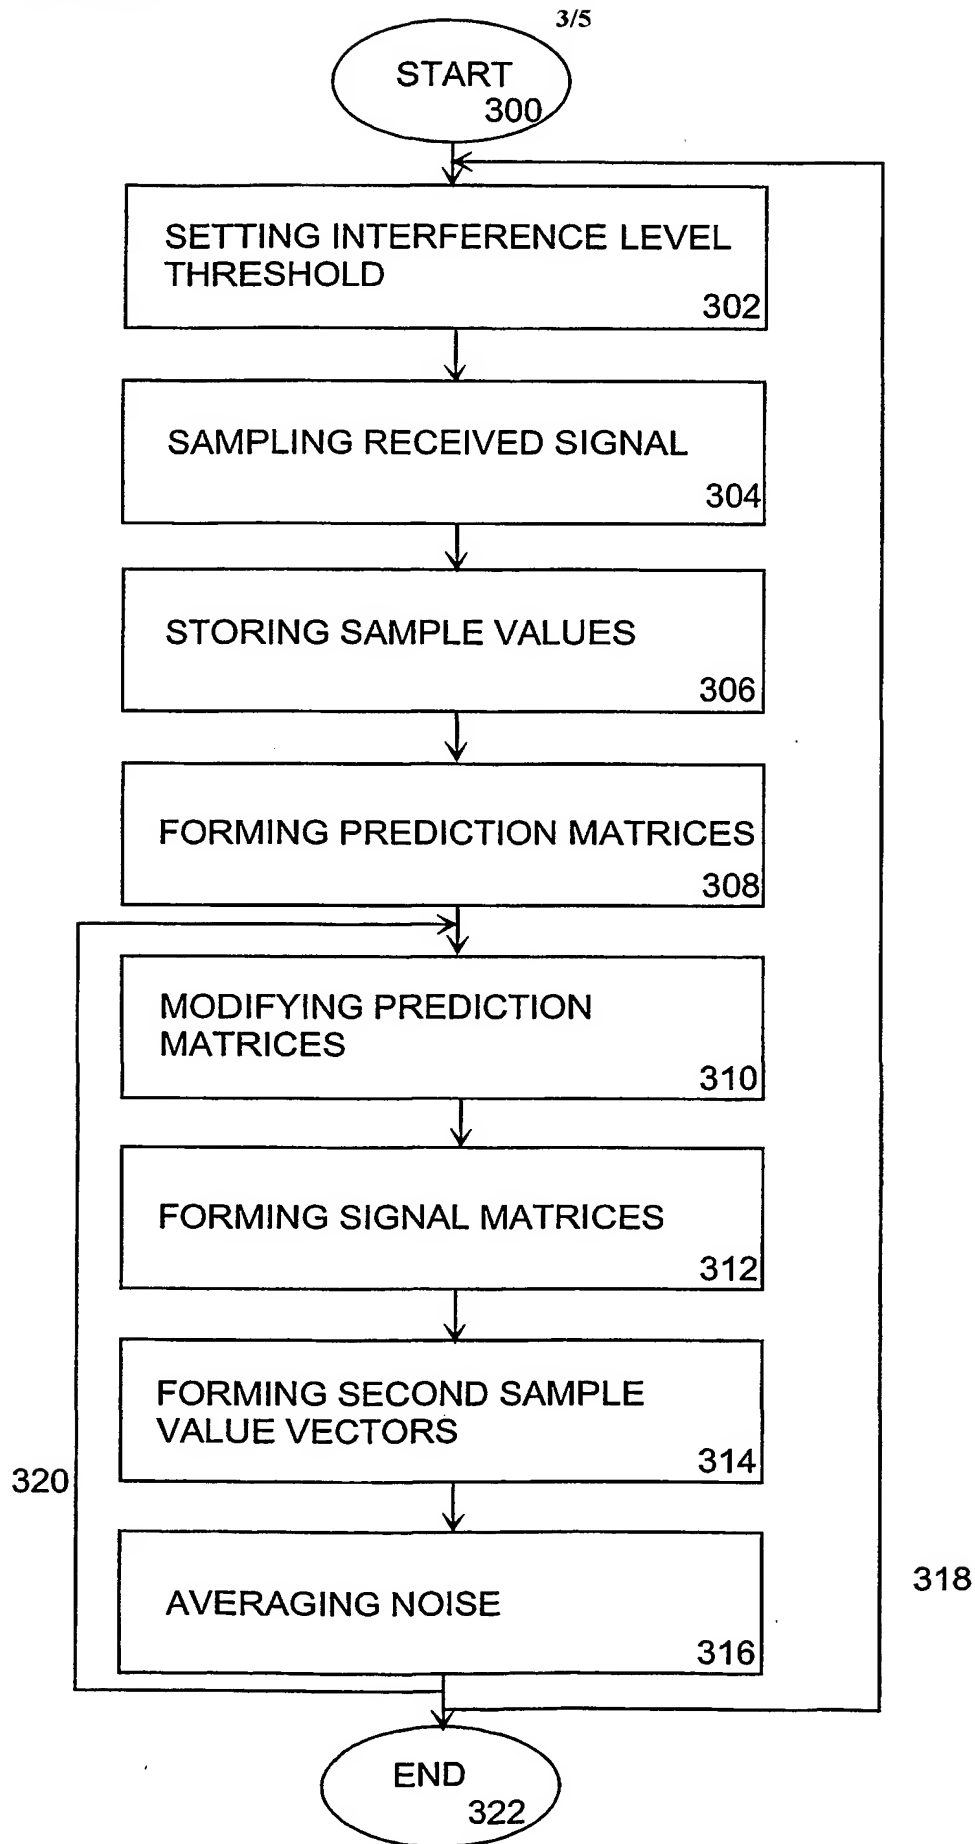 3/5
START
300
SETTING INTERFERENCE LEVEL
THRESHOLD
302
SAMPLING RECEIVED SIGNAL
304
STORING SAMPLE VALUES
306
FORMING PREDICTION MATRICES
308
MODIFYING PREDICTION
MATRICES
310
FORMING SIGNAL MATRICES
312
FORMING SECOND SAMPLE
VALUE VECTORS
314
320
AVERAGING NOISE
316
318
END
322